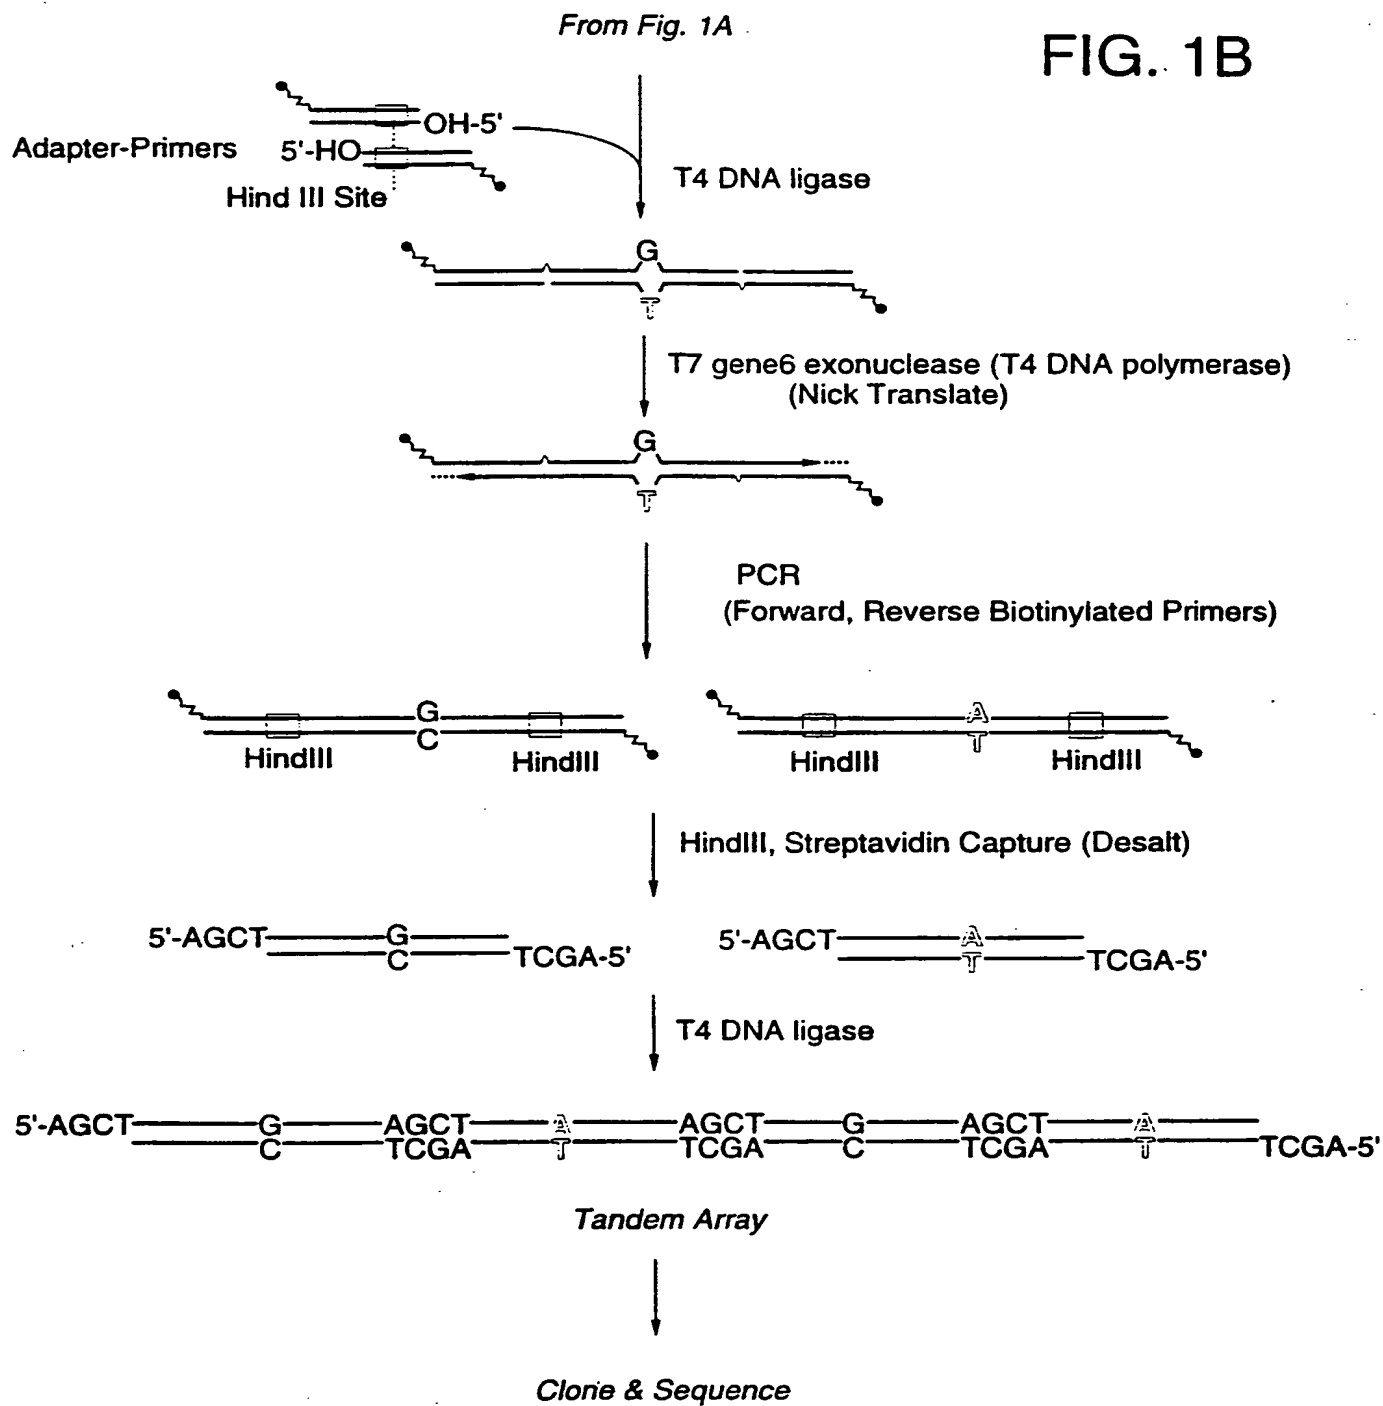 From Fig. 1A
FIG. 1B
OH-5'
Adapter-Primers
5'-HO
T4 DNA ligase
Hind III Site
G
T
T7 gene6 exonuclease (T4 DNA polymerase)
(Nick Translate)
G
T
PCR
(Forward, Reverse Biotinylated Primers)
G
C
HindIII
HindIII
A
T
HindIII
HindIII
HindIII, Streptavidin Capture (Desalt)
5'-AGCT G
C TCGA-5'
5'-AGCT A
T TCGA-5'
T4 DNA ligase
5'-AGCT G AGCT A AGCT G AGCT A
C TCGA T TCGA C TCGA T TCGA-5'
Tandem Array
Clone & Sequence